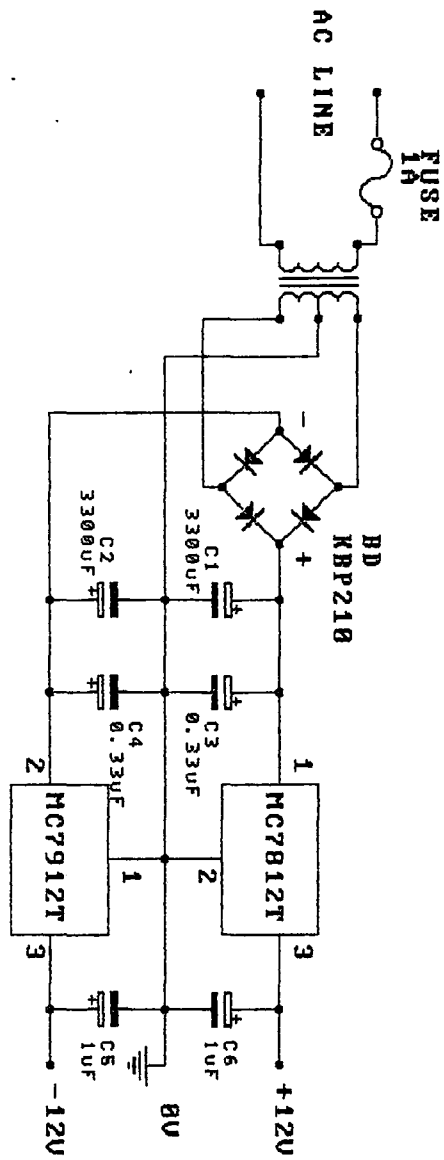 FUSE
1A
AC LINE
BD
KBP210
-
+
C1
3300uF
+
C3
0.33uF
+
1
MC7812T
3
2
C6
1uF
+
+12V
C2
3300uF
+
C4
0.33uF
+
2
MC7912T
1
3
C5
1uF
+
0V
-12V